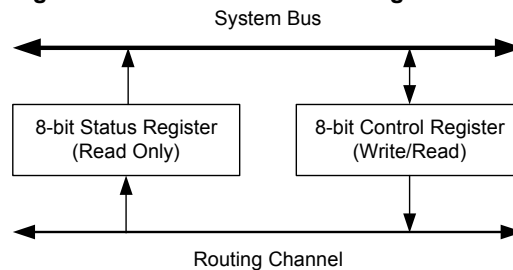 System Bus
8-bit Status Register
(Read Only)
8-bit Control Register
(Write/Read)
Routing Channel